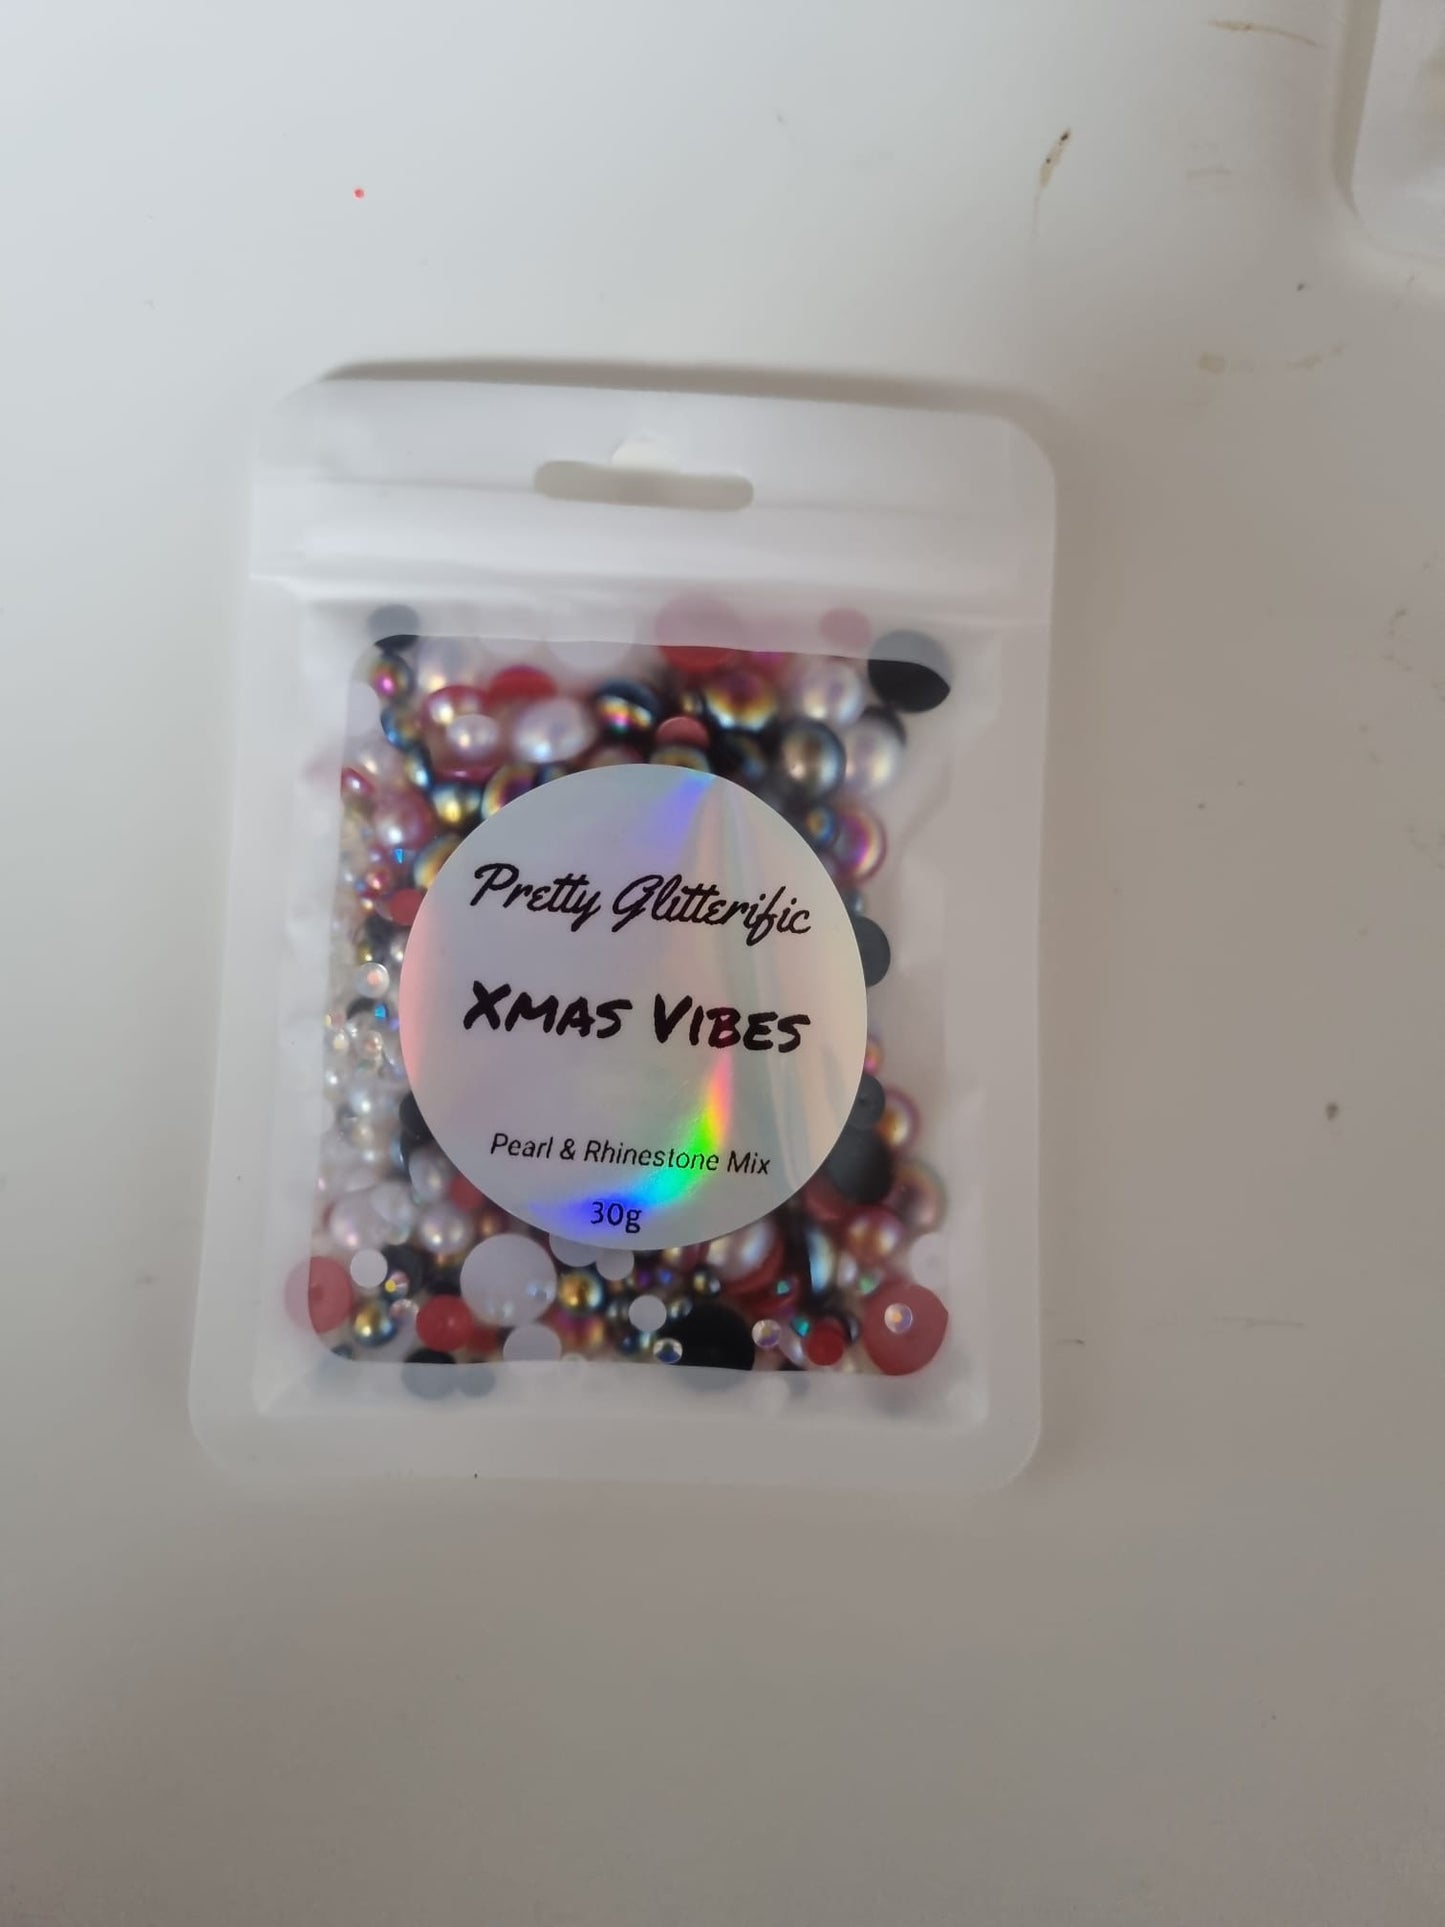 Pretty Glitterific
Xmas Vibes
Pearl & Rhinestone Mix
30g